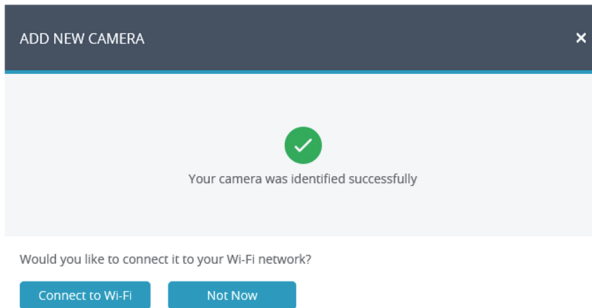 ADD NEW CAMERA
Your camera was identified successfully
Would you like to connect it to your Wi-Fi network?
Connect to Wi-Fi
Not Now